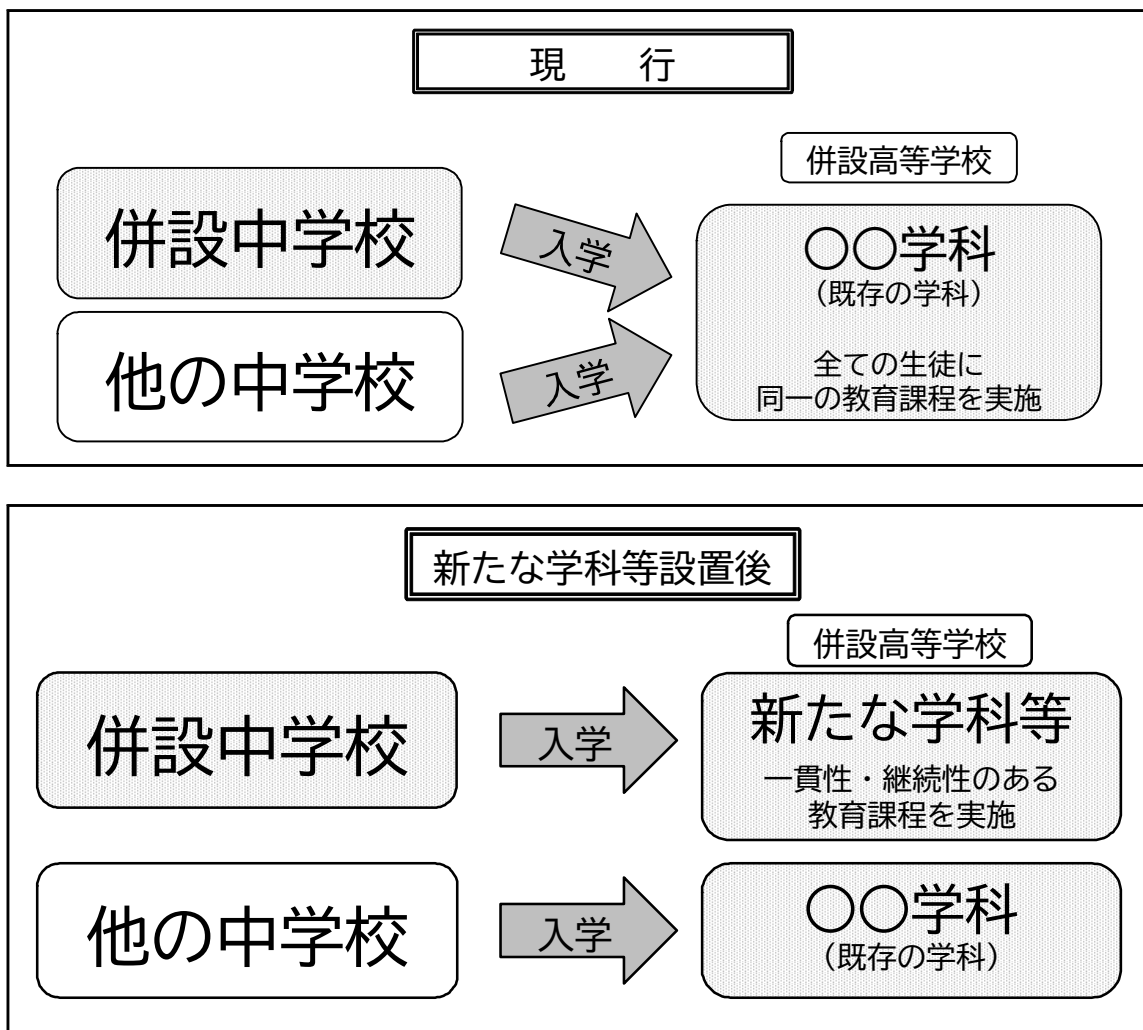 現　　行
併設高等学校
併設中学校
入学
〇〇学科
（既存の学科）
他の中学校
入学
全ての生徒に
同一の教育課程を実施
新たな学科等設置後
併設高等学校
併設中学校
入学
新たな学科等
一貫性・継続性のある
教育課程を実施
他の中学校
入学
〇〇学科
（既存の学科）